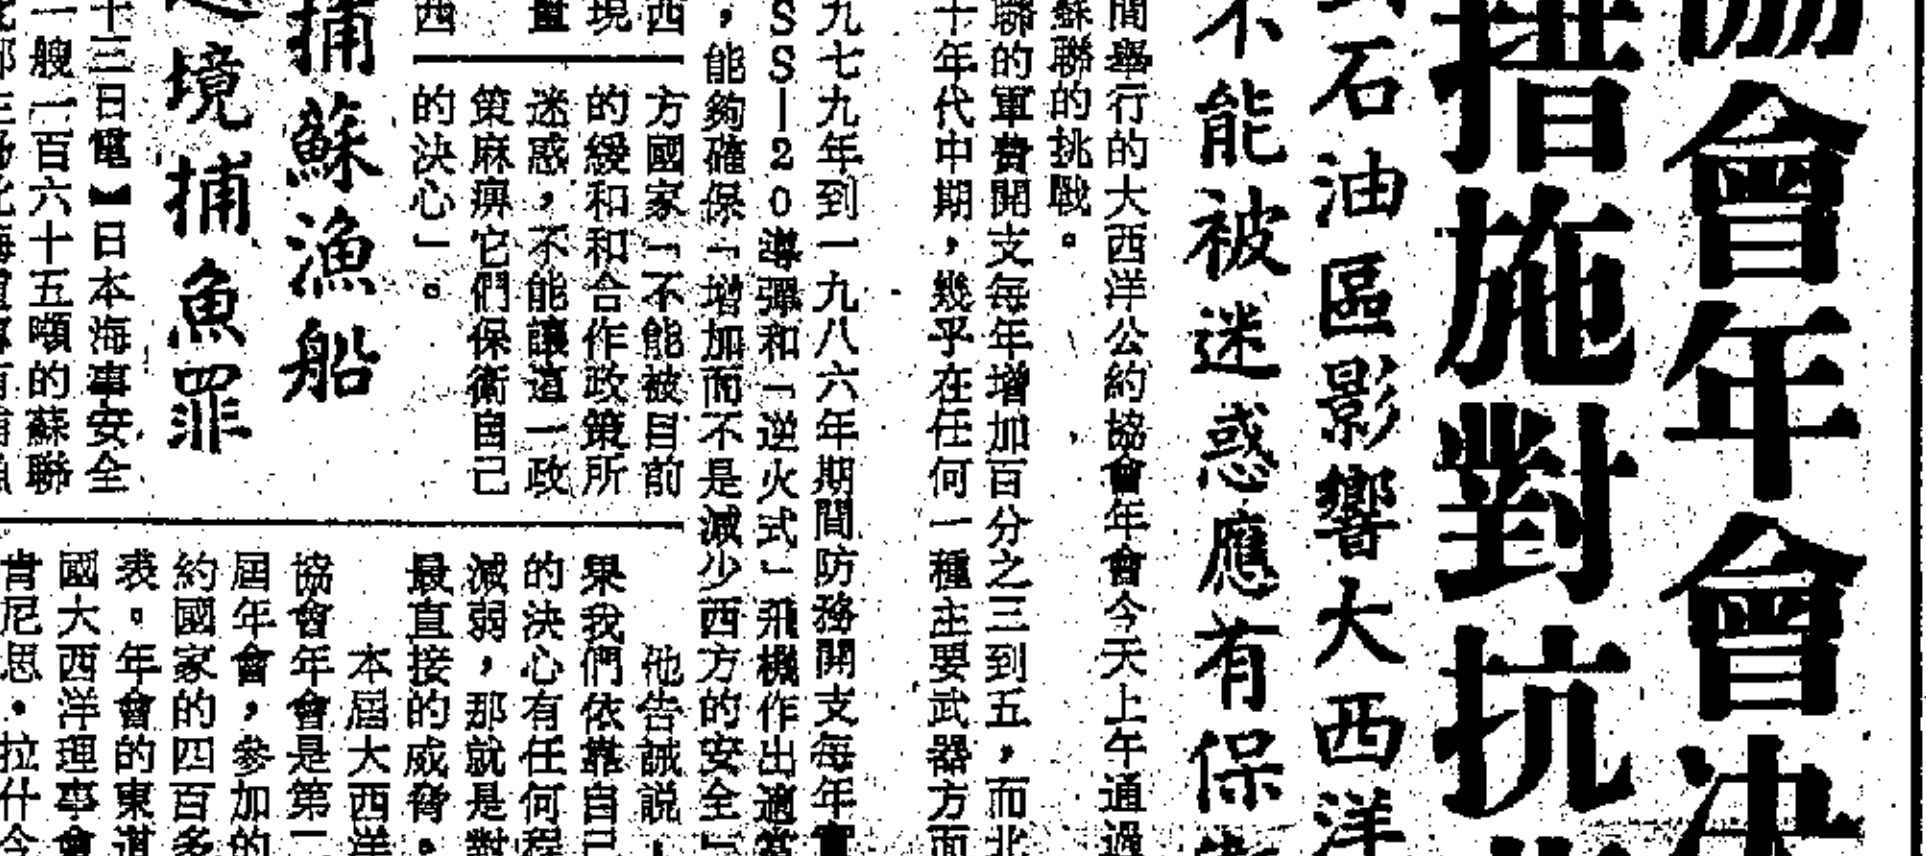 協會年會決
措施對抗
石油區影響大西洋
不能被迷惑應有保衛
間舉行的大西洋公約協會年會今天上午通過
蘇聯的挑戰。
聯的軍費開支每年增加百分之三到五，而北
十年代中期，幾乎在任何一種主要武器方面
九七九年到一九八六年期間防務開支每年實
SS—20導彈和「逆火式」飛機作出適當
，能夠確保「增加而不是減少西方的安全」
西
現
量
西
方國家「不能被目前
的緩和和合作政策所
迷惑，不能讓這一政
策麻痹它們保衛自己
的決心」。
捕蘇漁船
越境捕魚罪
十三日電】日本海事安全
一艘一百六十五噸的蘇聯
他告誡說，
果我們依靠自己
的決心有任何程
減弱，那就是對
最直接的威脅。
本屆大西洋
協會年會是第二
屆年會，參加的
約國家的四百多
表。年會的東道
國大西洋理事會
肯尼思·拉什今